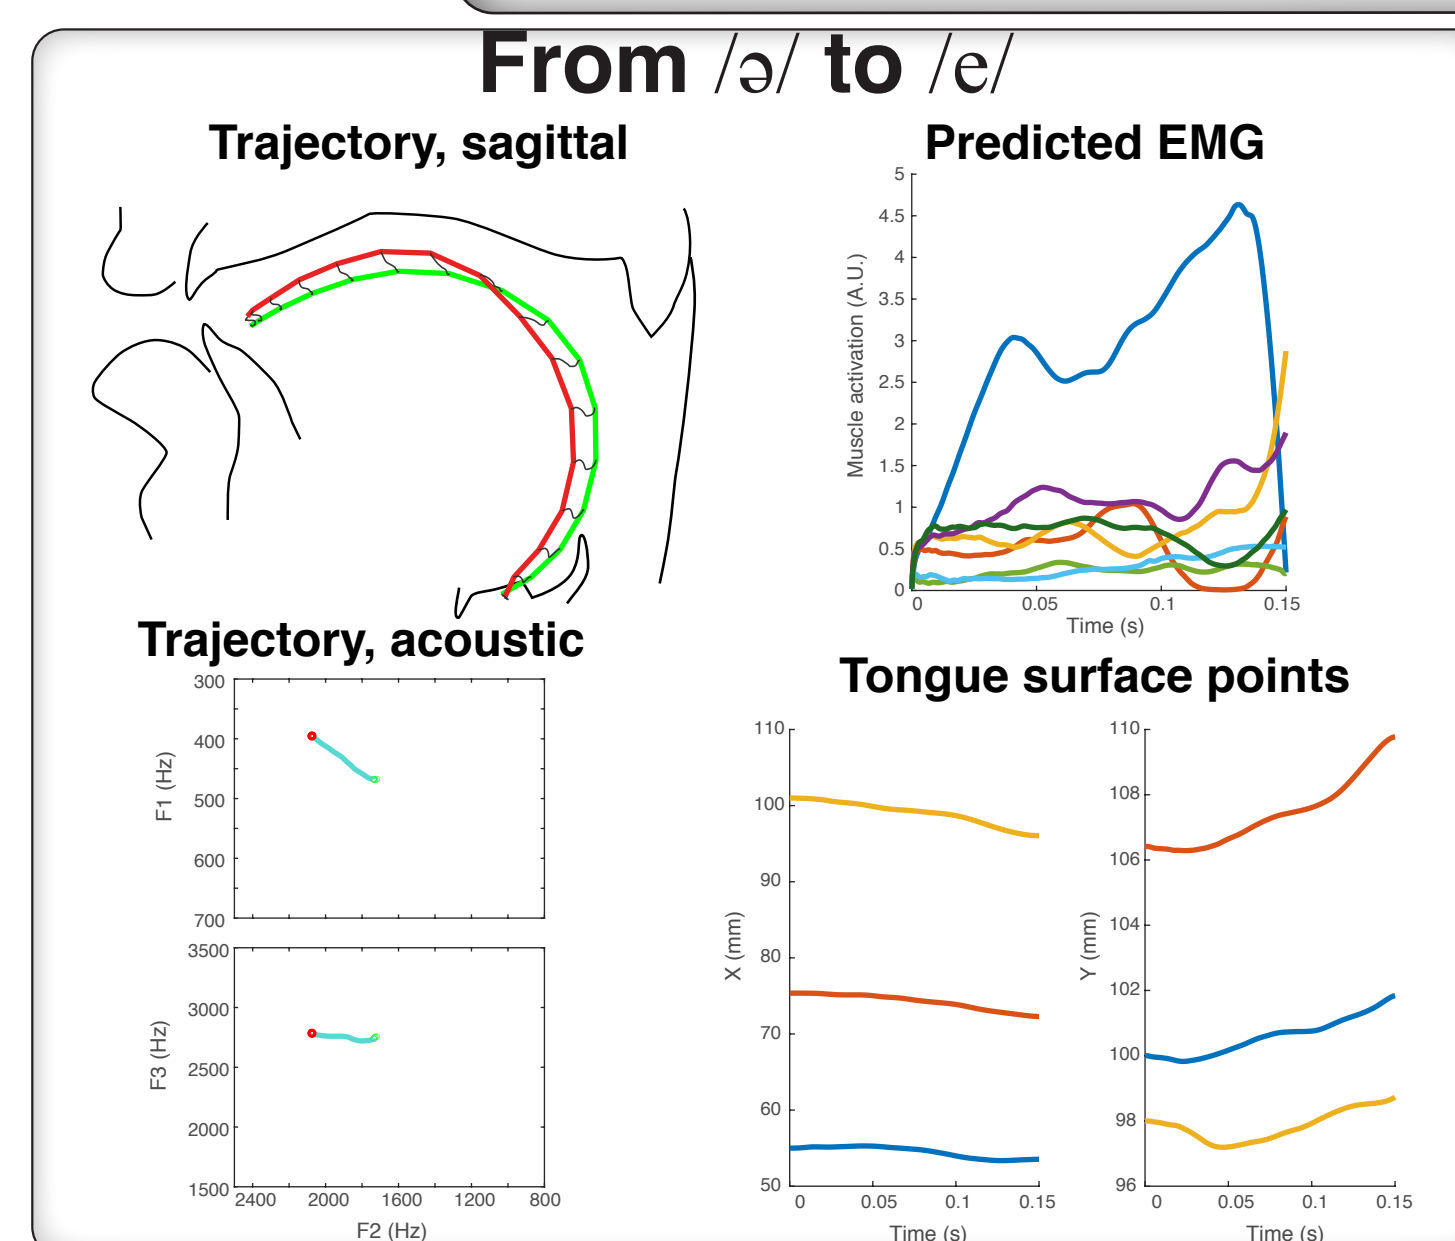 From /ə/ to /e/
Trajectory, sagittal
Predicted EMG
Muscle activation (A.U.)
5
4.5
4
3.5
3
2.5
2
1.5
1
0.5
0
0 0.05 0.1 0.15
Time (s)
Trajectory, acoustic
F1 (Hz)
300
400
500
600
700
F3 (Hz)
3500
3000
2500
2000
1500
2400 2000 1600 1200 800
F2 (Hz)
Tongue surface points
X (mm)
110
100
90
80
70
60
50
0 0.05 0.1 0.15
Time (s)
Y (mm)
110
108
106
104
102
100
98
96
0 0.05 0.1 0.15
Time (s)